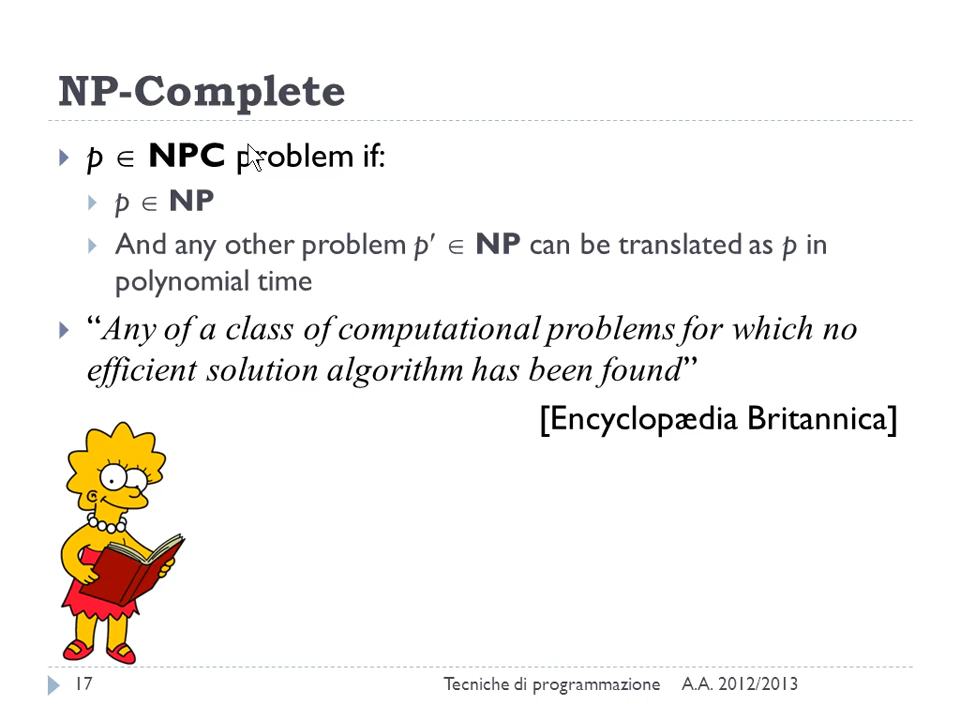 NP-Complete
p ∈ NPC problem if:
p ∈ NP
And any other problem p′ ∈ NP can be translated as p in
polynomial time
“Any of a class of computational problems for which no
efficient solution algorithm has been found”
[Encyclopædia Britannica]
17 Tecniche di programmazione A.A. 2012/2013